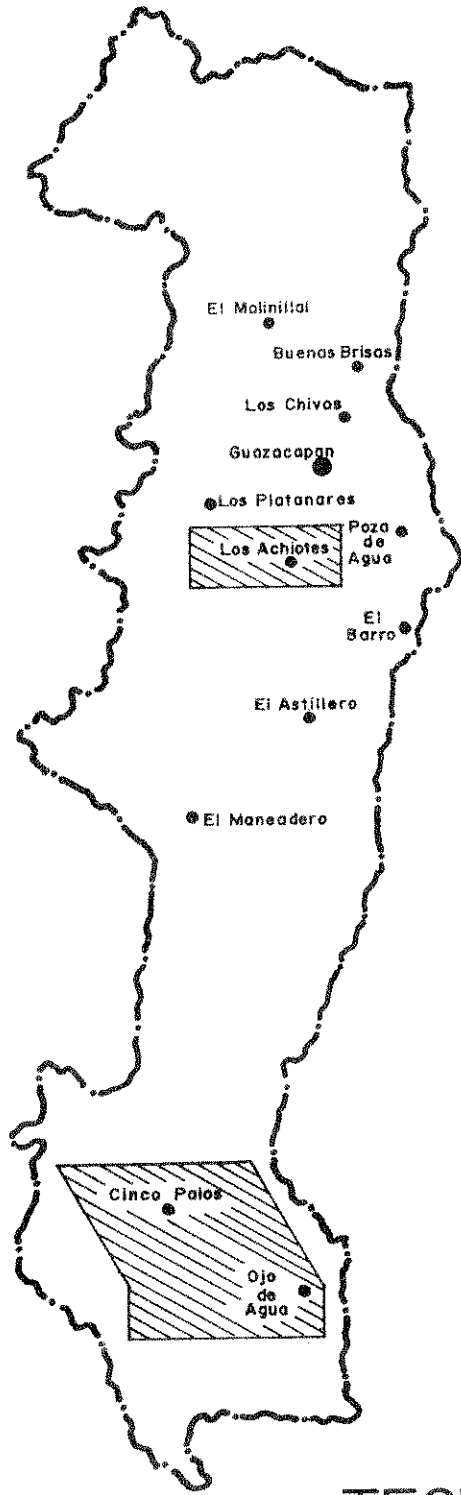 El Molinillal
Buenas Brisas
Los Chivos
Guazacapan
Los Platanares
Poza
de
Agua
Los Achiotes
El
Barro
El Astillero
El Maneadero
Cinco Palos
Ojo
de
Agua